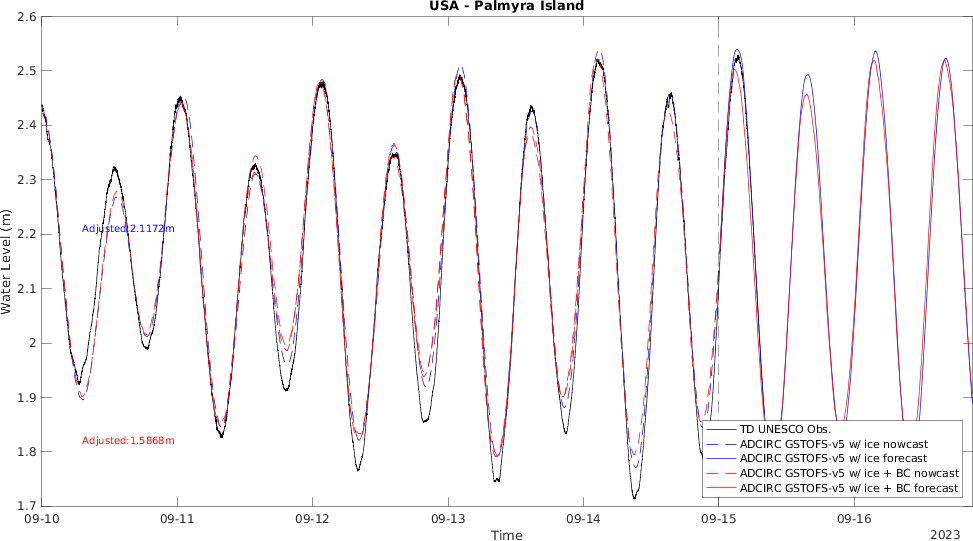 USA - Palmyra Island
2.6
2.5
2.4
2.3
2.2
2.1
2
1.9
1.8
1.7
Water Level (m)
Adjusted:2.1172m
Adjusted:1.5868m
TD UNESCO Obs.
ADCIRC GSTOFS-v5 w/ ice nowcast
ADCIRC GSTOFS-v5 w/ ice forecast
ADCIRC GSTOFS-v5 w/ ice + BC nowcast
ADCIRC GSTOFS-v5 w/ ice + BC forecast
09-10 09-11 09-12 09-13 09-14 09-15 09-16
Time
2023